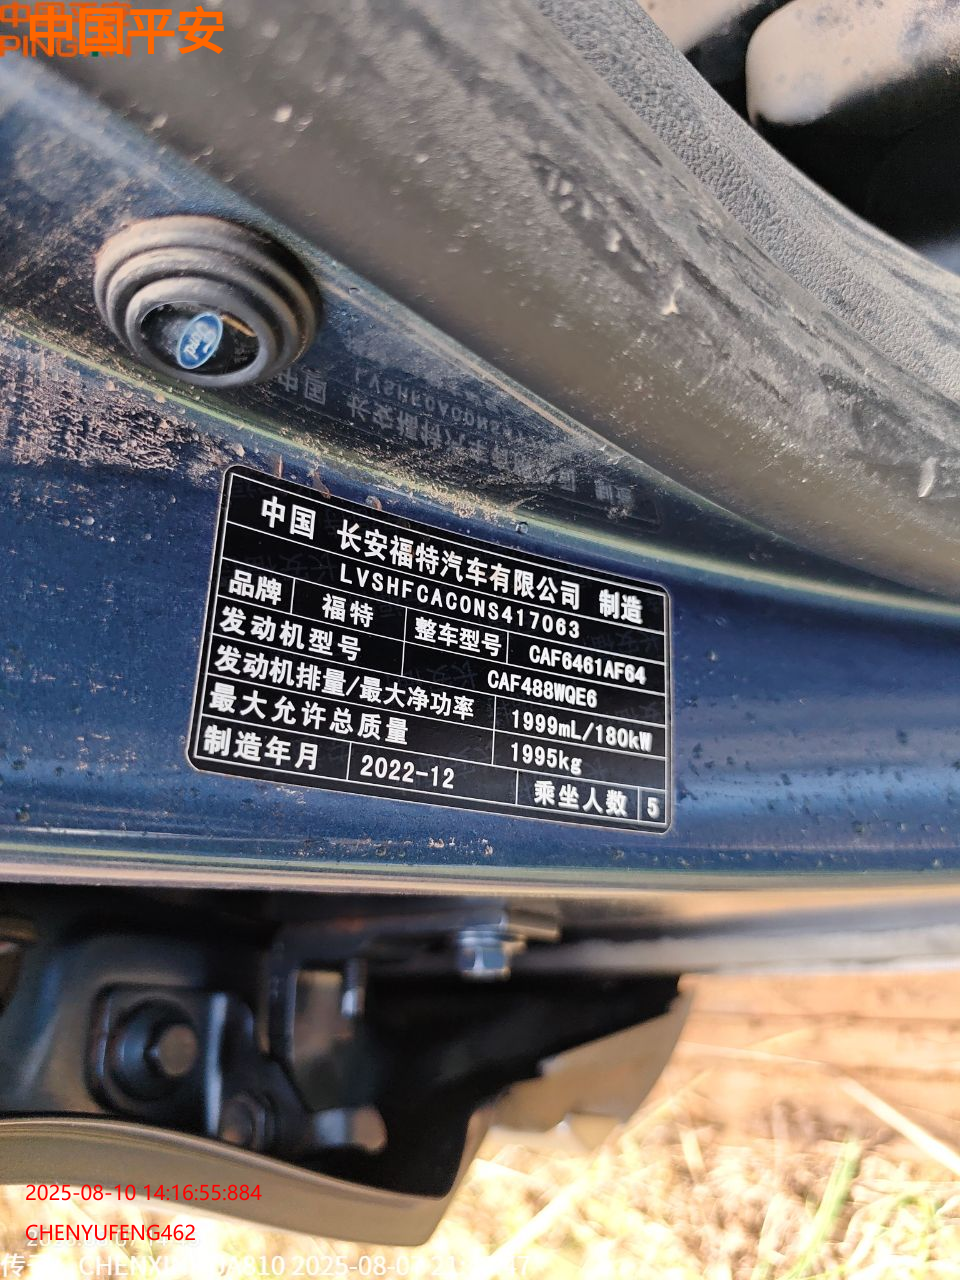 中国平安
中国 长安福特汽车有限公司 制造
LVSHFCAC0NS417063
品牌 福特 整车型号 CAF6461AF64
发动机型号 CAF488WQE6
发动机排量/最大净功率 1999mL/180kW
最大允许总质量 1995kg
制造年月 2022-12 乘坐人数 5
2025-08-10 14:16:55:884
CHENYUFENG462